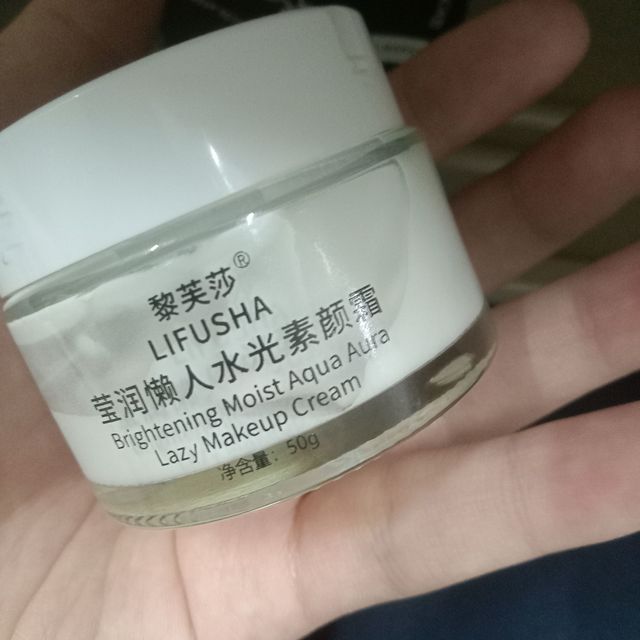 黎芙莎®
LIFUSHA
莹润懒人水光素颜霜
Brightening Moist Aqua Aura
Lazy Makeup Cream
净含量：50g